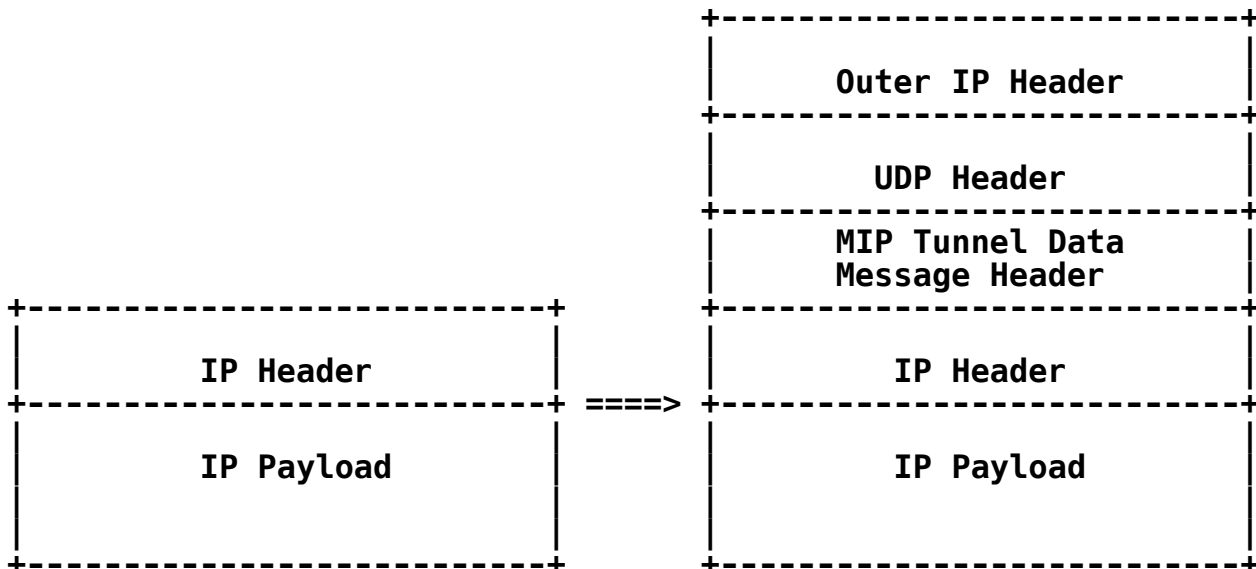 +---------------------------+
|                           |
|      Outer IP Header      |
+---------------------------+
|                           |
|        UDP Header         |
+---------------------------+
|      MIP Tunnel Data      |
|      Message Header       |
+---------------------------+ +---------------------------+
|                           | |                           |
|         IP Header         | |         IP Header         |
+---------------------------+ ====> +---------------------------+
|                           | |                           |
|         IP Payload        | |         IP Payload        |
|                           | |                           |
|                           | |                           |
+---------------------------+ +---------------------------+